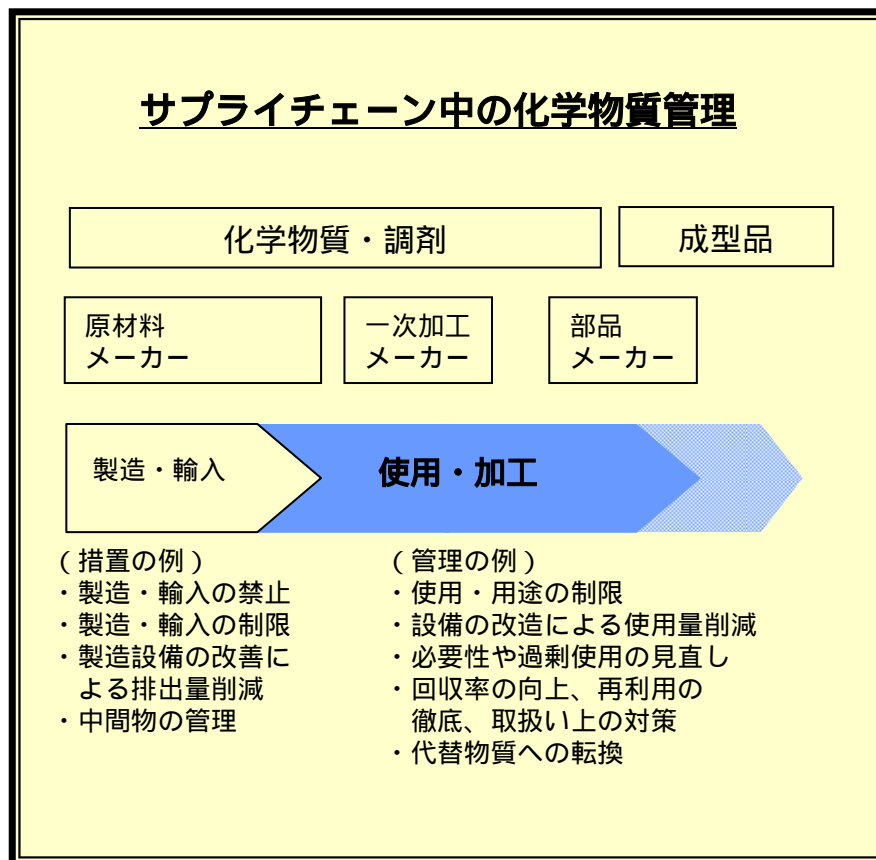 サプライチェーン中の化学物質管理
化学物質・調剤
成型品
原材料
メーカー
一次加工
メーカー
部品
メーカー
製造・輸入
使用・加工
(措置の例)
・製造・輸入の禁止
・製造・輸入の制限
・製造設備の改善に
よる排出量削減
・中間物の管理
(管理の例)
・使用・用途の制限
・設備の改造による使用量削減
・必要性や過剰使用の見直し
・回収率の向上、再利用の
徹底、取扱い上の対策
・代替物質への転換